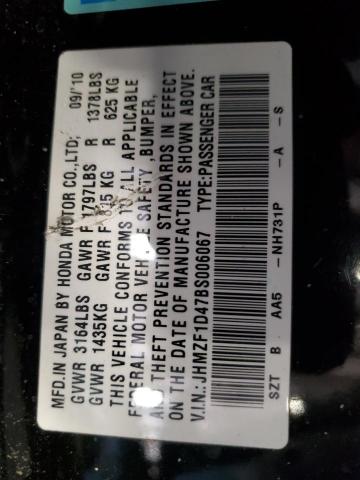 MFD.IN JAPAN BY HONDA MOTOR CO.,LTD; 09/'10
GVWR 3164LBS GAWR F 1797LBS R 1378LBS
GVWR 1435KG GAWR F 815 KG R 625 KG
THIS VEHICLE CONFORMS TO ALL APPLICABLE
FEDERAL MOTOR VEHICLE SAFETY ,BUMPER,
AND THEFT PREVENTION STANDARDS IN EFFECT
ON THE DATE OF MANUFACTURE SHOWN ABOVE.
V.I.N.: JHMZF1D47BS006067 TYPE:PASSENGER CAR
SZT B AA5 -NH731P -A -S